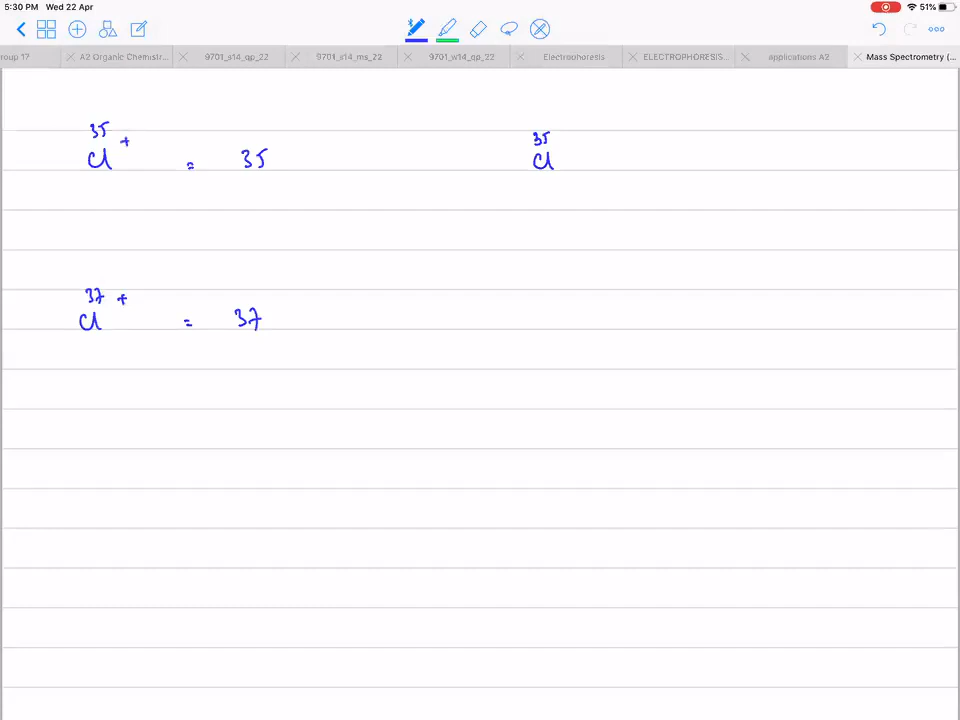 5:30 PM Wed 22 Apr 51%
roup 17 A2 Organic Chemistr... 9701_s14_qp_22 9701_s14_ms_22 9701_w14_qp_22 Electrophoresis ELECTROPHORESIS... applications A2 Mass Spectrometry (...
35 35
Cl + = 35 Cl
37 +
Cl = 37